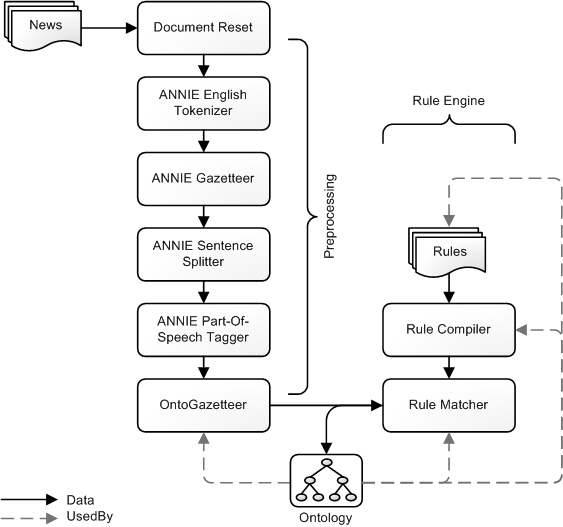 News
Document Reset
ANNIE English
Tokenizer
ANNIE Gazetteer
ANNIE Sentence
Splitter
ANNIE Part-Of-
Speech Tagger
OntoGazetteer
Preprocessing
Rule Engine
Rules
Rule Compiler
Rule Matcher
Ontology
Data
UsedBy